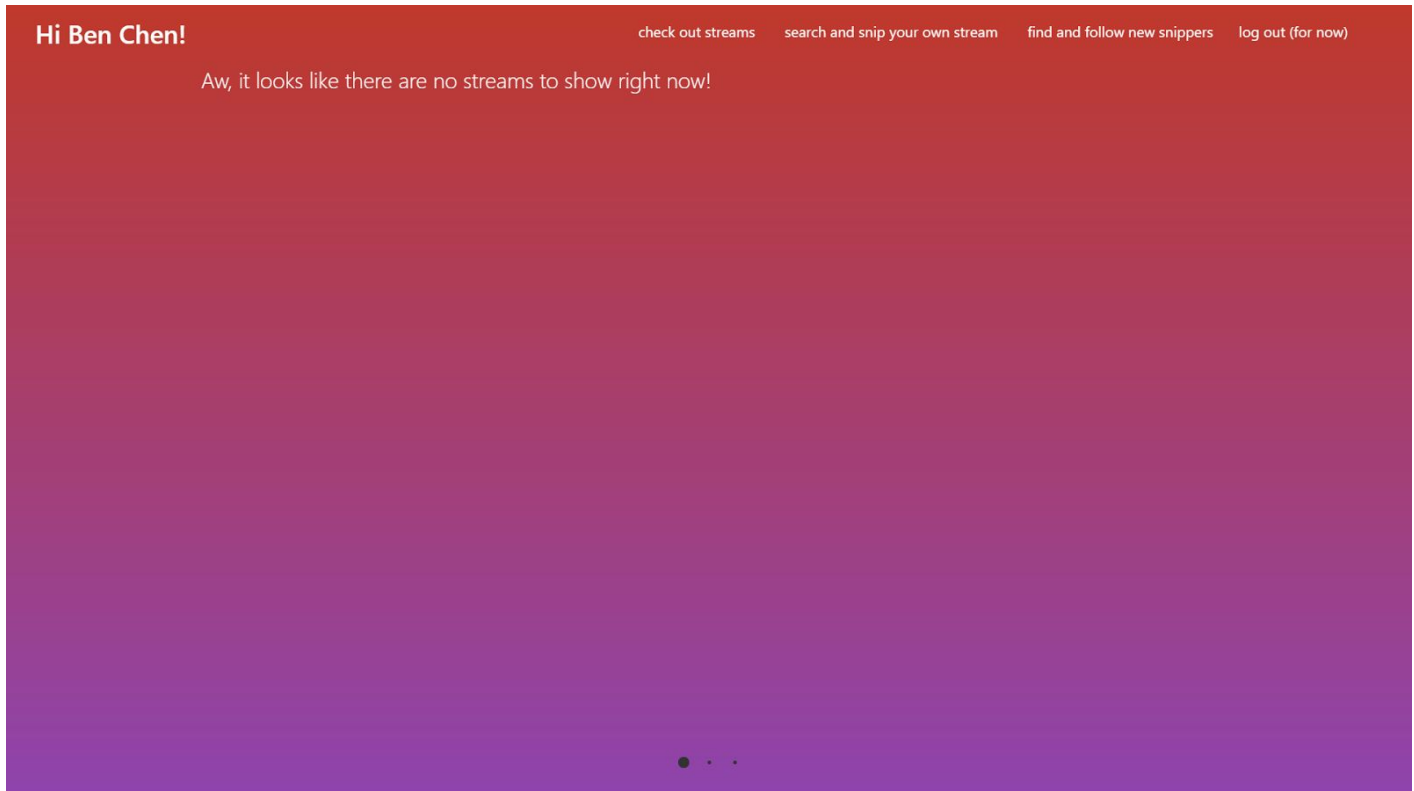 Hi Ben Chen!
check out streams
search and snip your own stream
find and follow new snippers
log out (for now)
Aw, it looks like there are no streams to show right now!